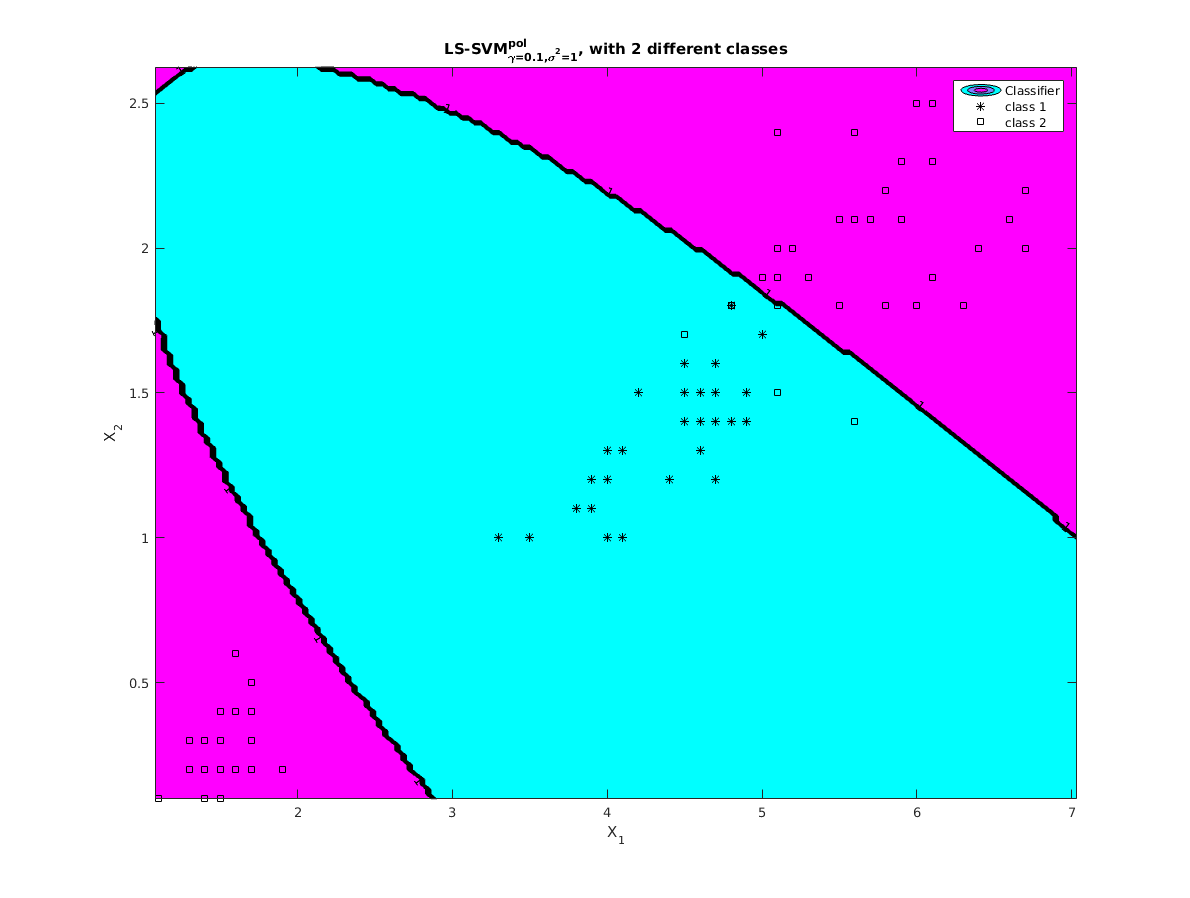 LS-SVM^pol_γ=0.1,σ²=1, with 2 different classes
Classifier
class 1
class 2
2.5
2
1.5
1
0.5
X_2
2 3 4 5 6 7
X_1